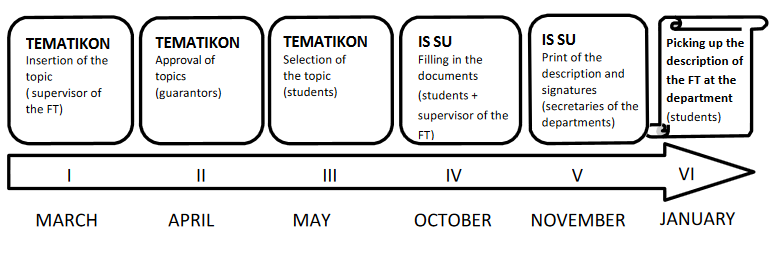 TEMATIKON
Insertion of the
topic
( supervisor
of the FT)
TEMATIKON
Approval of
topics
(guarantors)
TEMATIKON
Selection of
the topic
(students)
IS SU
Filling in the
documents
(students +
supervisor of the
FT)
IS SU
Print of the
description and
signatures
(secretaries of the
departments)
Picking up the
description of
the FT at the
department
(students)
I II III IV V VI
MARCH APRIL MAY OCTOBER NOVEMBER JANUARY